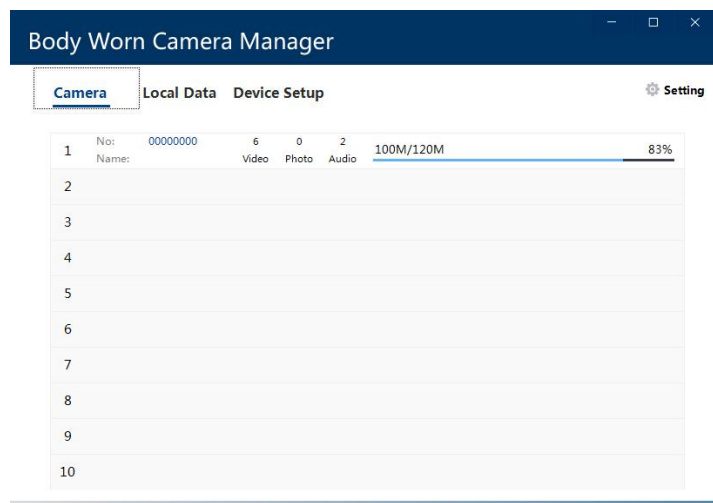 Body Worn Camera Manager
Camera Local Data Device Setup Setting
1 No: 00000000 6 0 2 100M/120M 83%
Name: Video Photo Audio
2
3
4
5
6
7
8
9
10